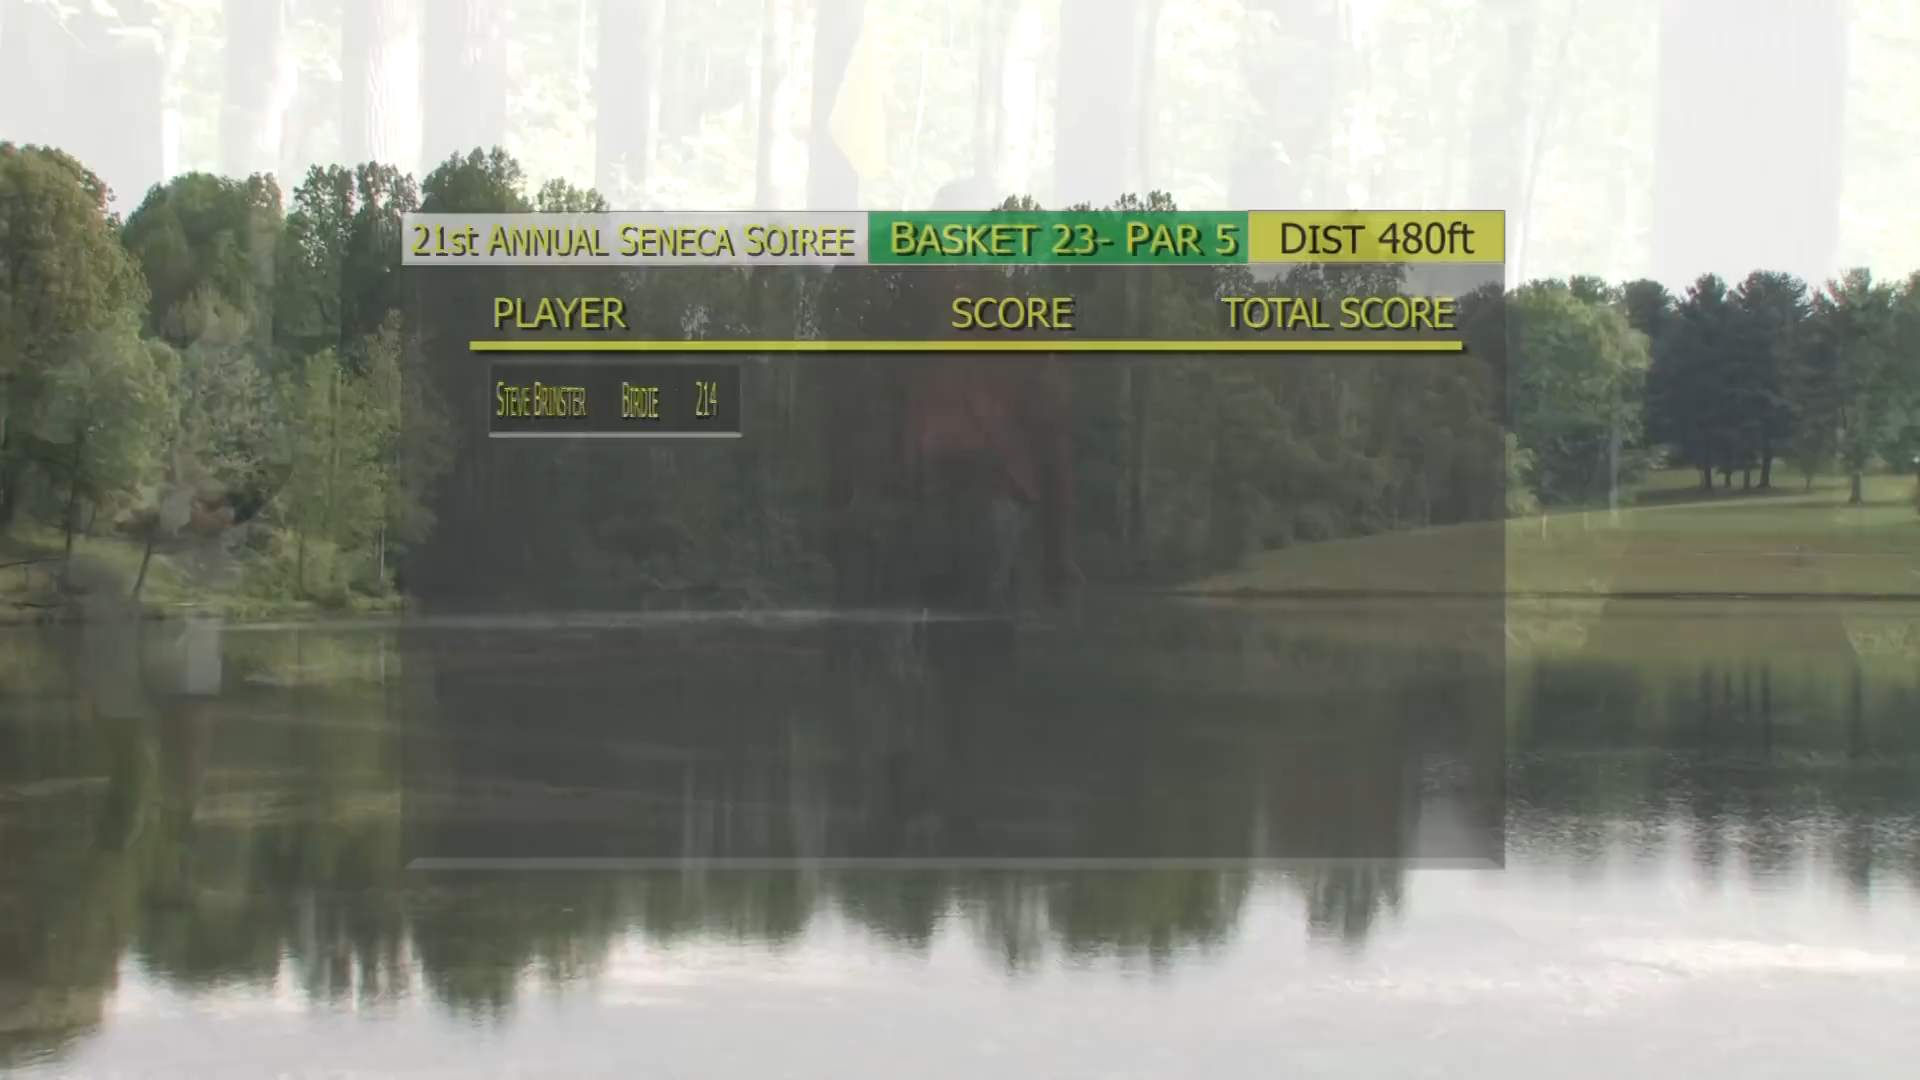 21st ANNUAL SENECA SOIREE BASKET 23- PAR 5 DIST 480ft
PLAYER SCORE TOTAL SCORE
STEVE BRINSTER BIRDIE 214